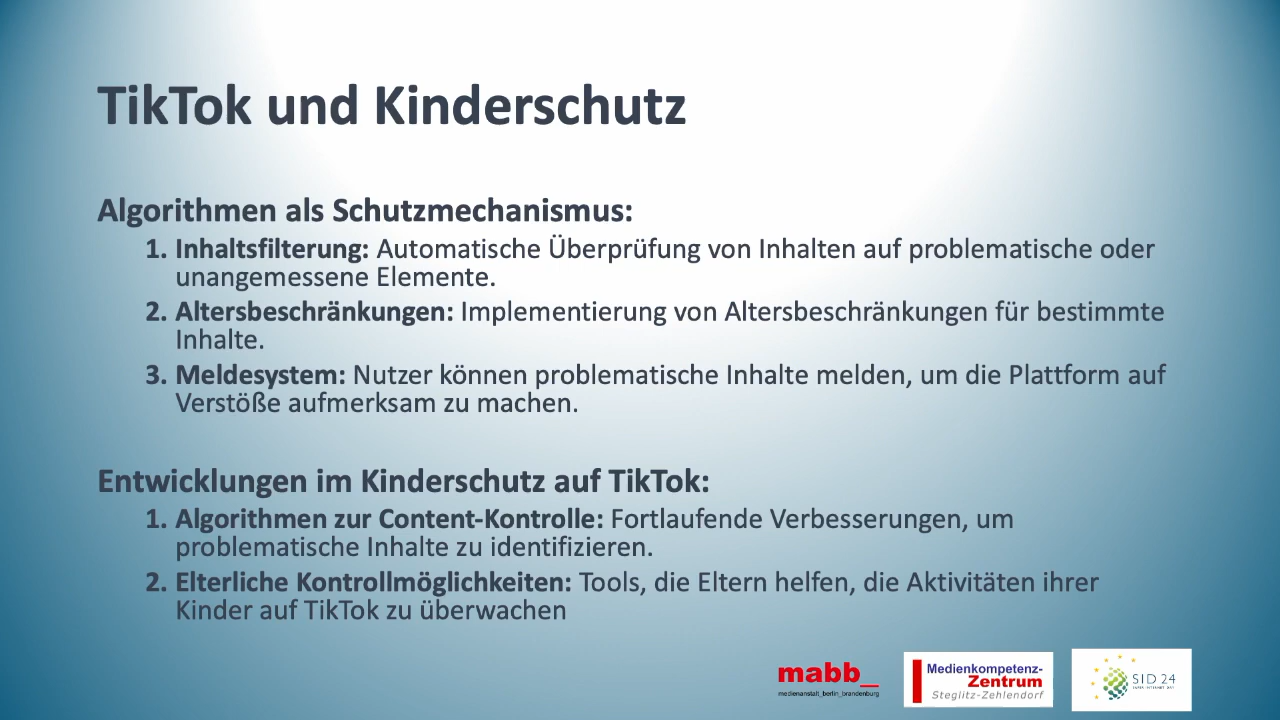 TikTok und Kinderschutz
Algorithmen als Schutzmechanismus:
1. Inhaltsfilterung: Automatische Überprüfung von Inhalten auf problematische oder
unangemessene Elemente.
2. Altersbeschränkungen: Implementierung von Altersbeschränkungen für bestimmte
Inhalte.
3. Meldesystem: Nutzer können problematische Inhalte melden, um die Plattform auf
Verstöße aufmerksam zu machen.
Entwicklungen im Kinderschutz auf TikTok:
1. Algorithmen zur Content-Kontrolle: Fortlaufende Verbesserungen, um
problematische Inhalte zu identifizieren.
2. Elterliche Kontrollmöglichkeiten: Tools, die Eltern helfen, die Aktivitäten ihrer
Kinder auf TikTok zu überwachen
mabb_
medienanstalt_berlin_brandenburg
Medienkompetenz-
Zentrum
Steglitz-Zehlendorf
SID 24
SAFER INTERNET DAY